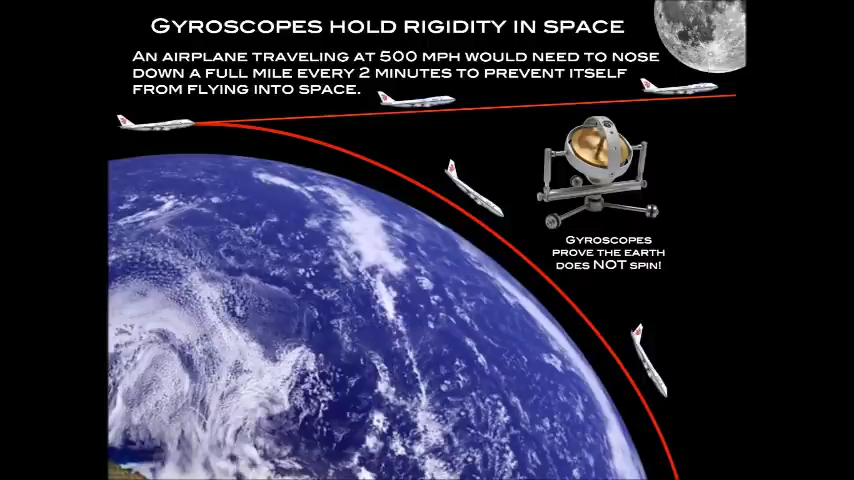 Gyroscopes hold rigidity in space
An airplane traveling at 500 mph would need to nose
down a full mile every 2 minutes to prevent itself
from flying into space.
Gyroscopes
prove the earth
does NOT spin!